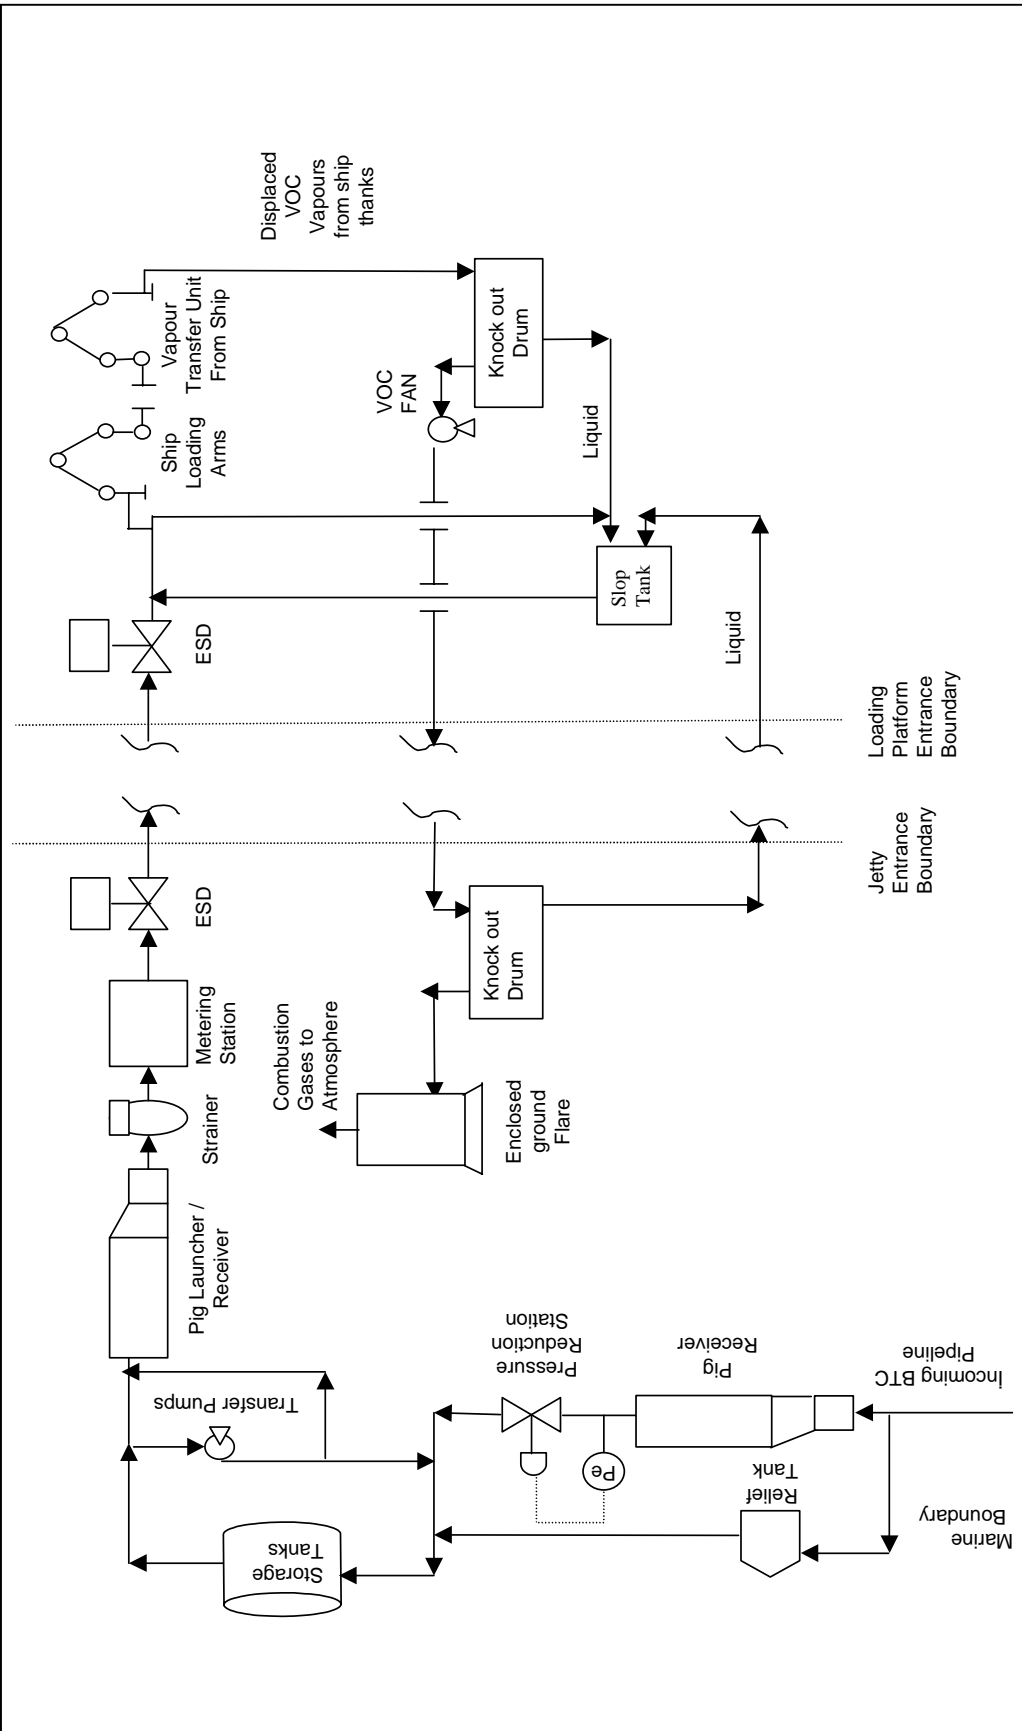 Displaced
VOC
Vapours
from ship
thanks
Vapour
Transfer Unit
From Ship
Ship
Loading
Arms
VOC
FAN
Knock out
Drum
Liquid
Slop
Tank
ESD
Liquid
Loading
Platform
Entrance
Boundary
Jetty
Entrance
Boundary
ESD
Knock out
Drum
Metering
Station
Combustion
Gases to
Atmosphere
Strainer
Enclosed
ground
Flare
Pig Launcher /
Receiver
Transfer Pumps
Storage
Tanks
Pressure
Reduction
Station
Pe
Pig
Receiver
Relief
Tank
Incoming BTC
Pipeline
Marine
Boundary